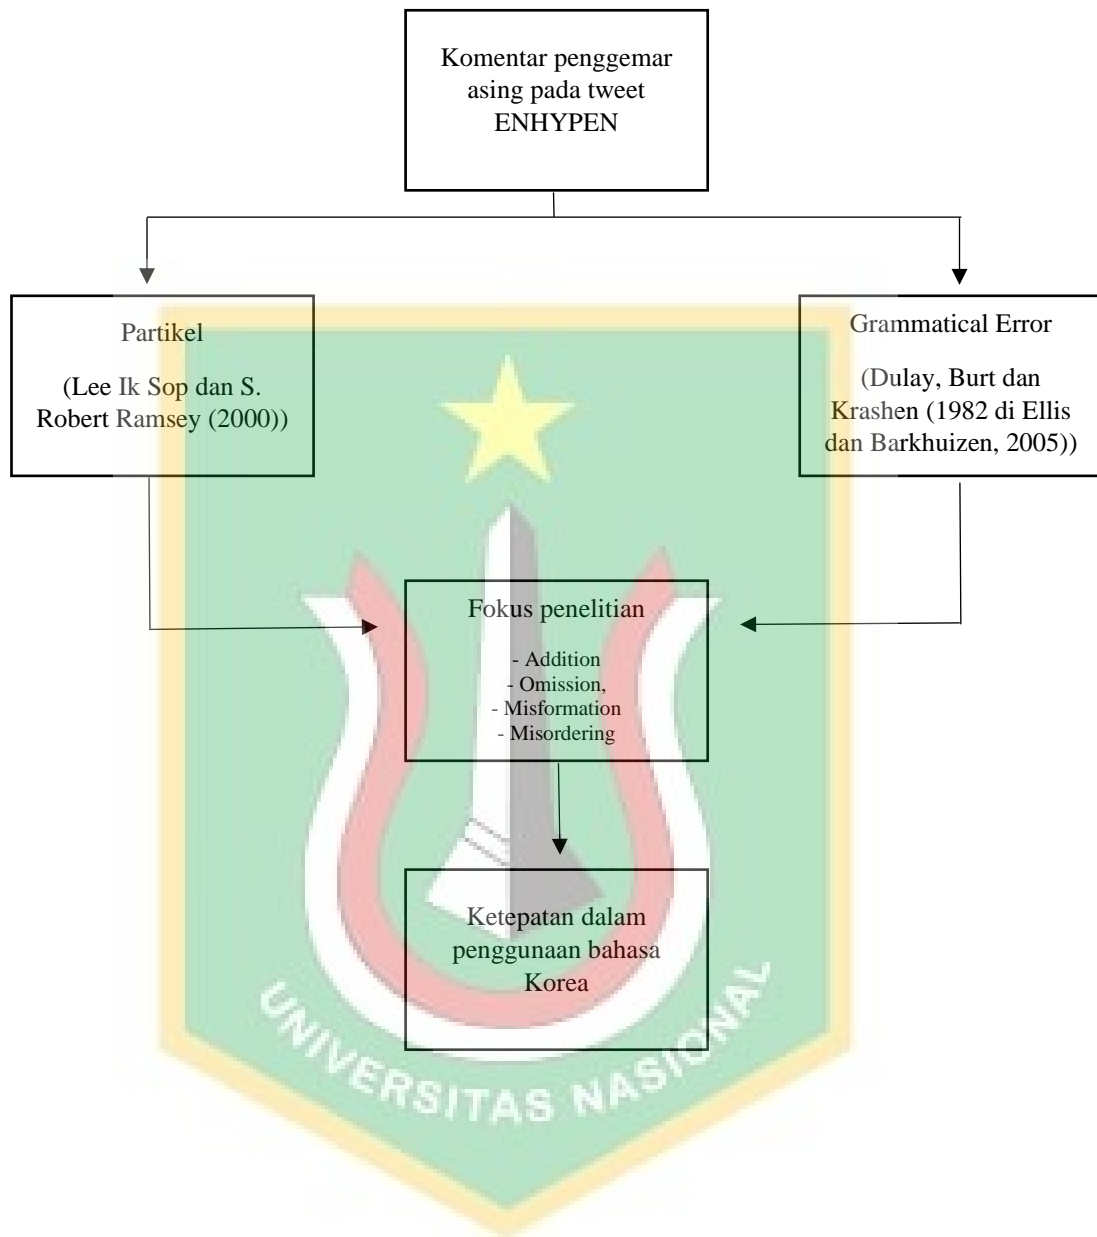 Komentar penggemar
asing pada tweet
ENHYPEN
Partikel
(Lee Ik Sop dan S.
Robert Ramsey (2000))
Grammatical Error
(Dulay, Burt dan
Krashen (1982 di Ellis
dan Barkhuizen, 2005))
Fokus penelitian
- Addition
- Omission,
- Misformation
- Misordering
Ketepatan dalam
penggunaan bahasa
Korea
UNIVERSITAS NASIONAL